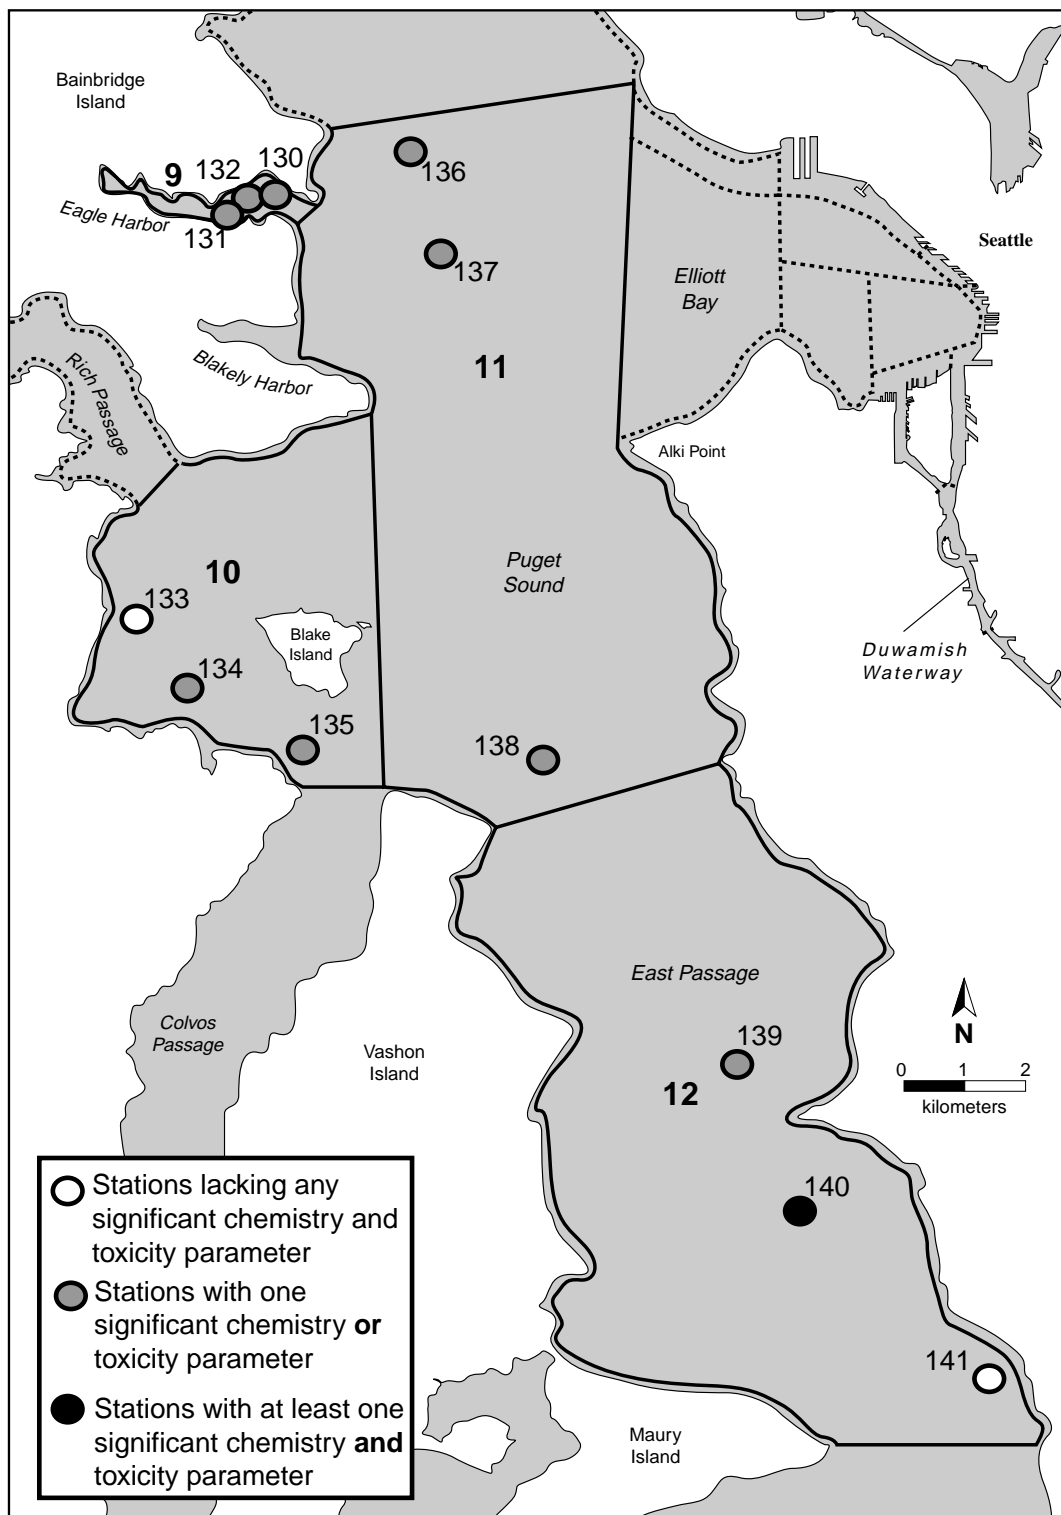 Bainbridge
Island
130
132
9
136
Eagle Harbor
131
Seattle
137
Elliott
Bay
Rich Passage
Blakely Harbor
11
Alki Point
Puget
Sound
10
133
Blake
Island
Duwamish
Waterway
134
135
138
East Passage
Colvos
Passage
N
139
Vashon
Island
0 1 2
kilometers
12
140
Stations lacking any
significant chemistry and
toxicity parameter
Stations with one
significant chemistry or
toxicity parameter
141
Stations with at least one
significant chemistry and
toxicity parameter
Maury
Island